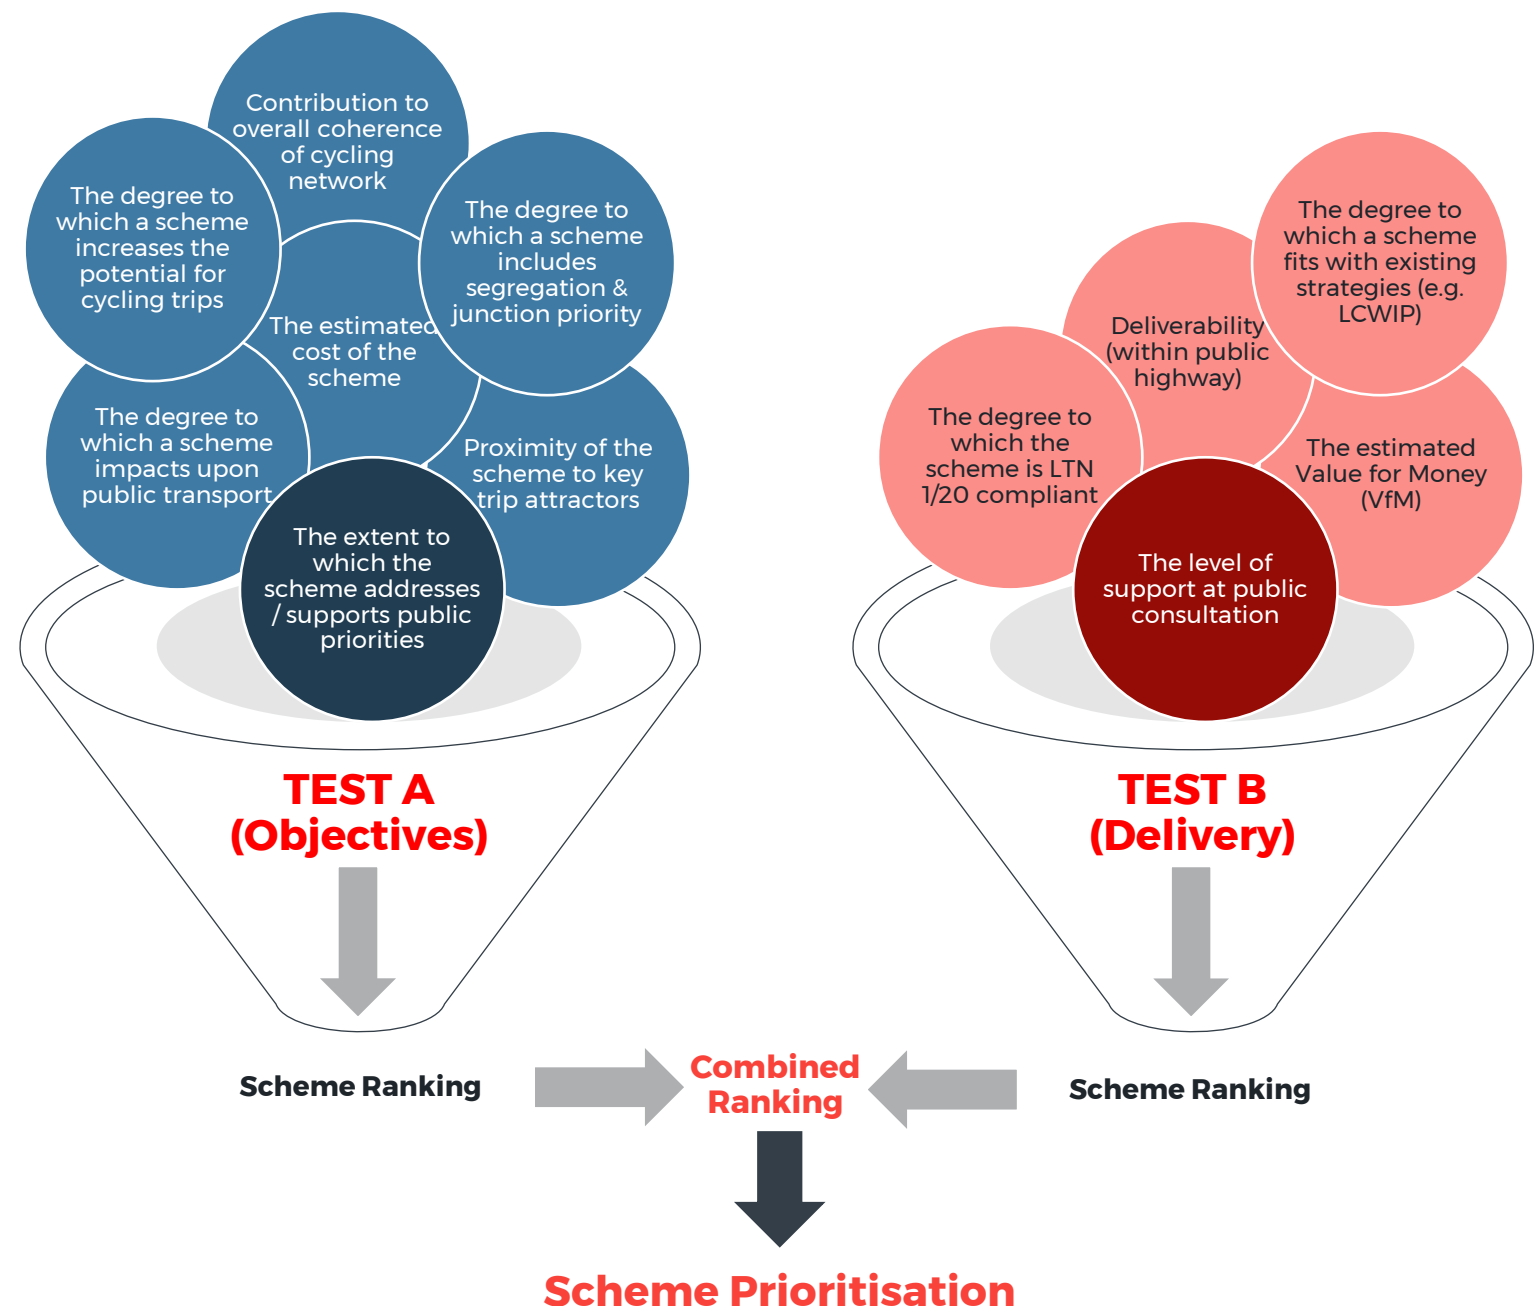 Contribution to
overall coherence
of cycling
network
The degree to
which a scheme
increases the
potential for
cycling trips
The degree to
which a scheme
includes
segregation &
junction priority
The estimated
cost of the
scheme
The degree to
which a scheme
impacts upon
public transport
Proximity of the
scheme to key
trip attractors
The extent to
which the
scheme addresses
/ supports public
priorities
TEST A
(Objectives)
Scheme Ranking
The degree to
which a scheme
fits with existing
strategies (e.g.
LCWIP)
Deliverability
(within public
highway)
The degree to
which the
scheme is LTN
1/20 compliant
The estimated
Value for Money
(VfM)
The level of
support at public
consultation
TEST B
(Delivery)
Scheme Ranking
Combined
Ranking
Scheme Prioritisation